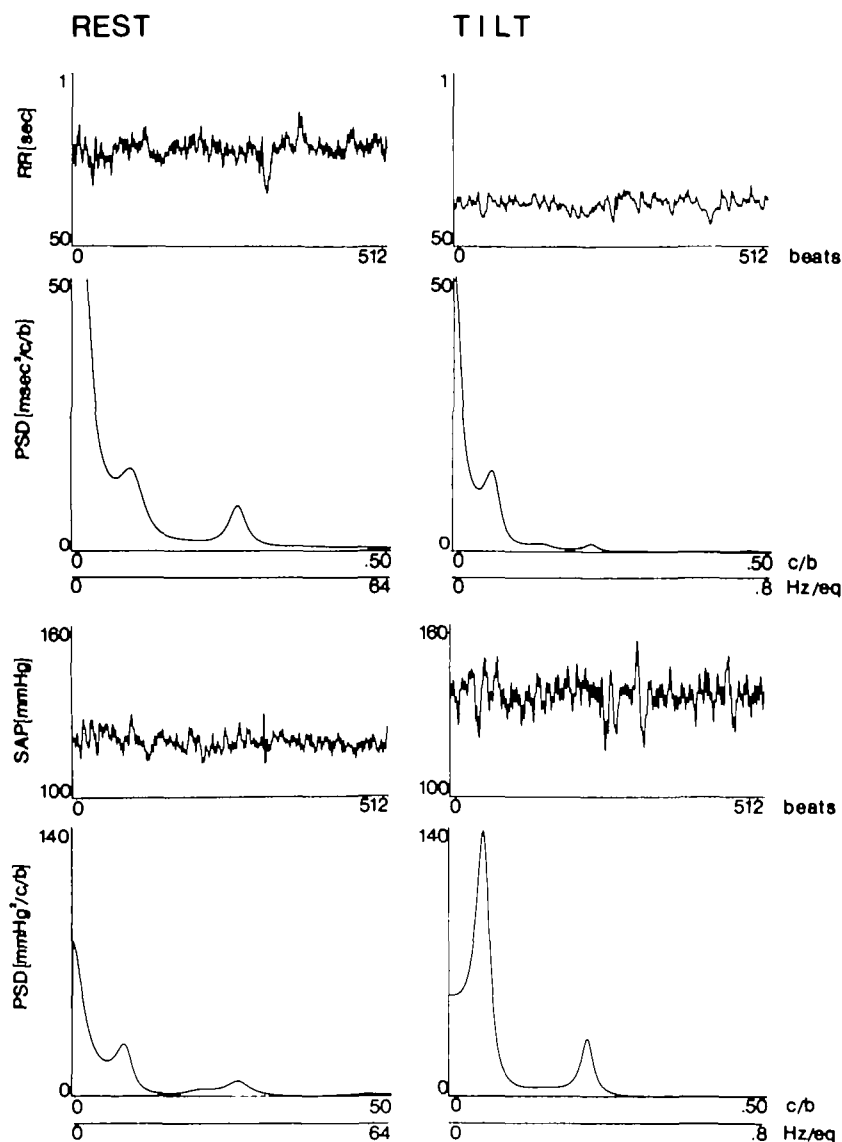 REST TILT
1 1
RR [sec]
50 50
0 512 0 512 beats
50 50
PSD [msec²/c/b]
0 0
0 .50 0 .50 c/b
0 64 0 .8 Hz/eq
160 160
SAP [mmHg]
100 100
0 512 0 512 beats
140 140
PSD [mmHg²/c/b]
0 0
0 50 0 .50 c/b
0 64 0 .8 Hz/eq